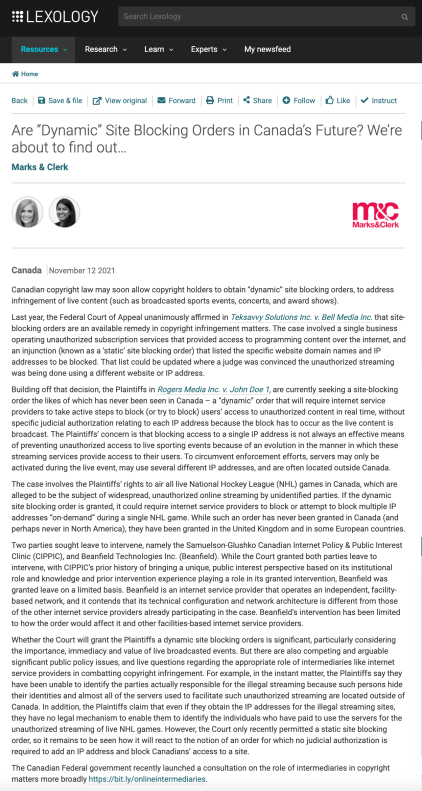 LEXOLOGY
Search Lexology
Resources Research Learn Experts My newsfeed
Home
Back Save & file View original Forward Print Share Follow Like Instruct
Are “Dynamic” Site Blocking Orders in Canada’s Future? We’re
about to find out…
Marks & Clerk
m&c
Marks&Clerk
Canada November 12 2021
Canadian copyright law may soon allow copyright holders to obtain “dynamic” site blocking orders, to address
infringement of live content (such as broadcasted sports events, concerts, and award shows).
Last year, the Federal Court of Appeal unanimously affirmed in Teksavvy Solutions Inc. v. Bell Media Inc. that site-
blocking orders are an available remedy in copyright infringement matters. The case involved a single business
operating unauthorized subscription services that provided access to programming over the internet, and
an injunction (known as a ‘static’ site blocking order) that listed the specific website domain names and IP
addresses to be blocked. That list could be updated where a judge was convinced the unauthorized streaming
was being done using a different website or IP address.
Building off that decision, the Plaintiffs in Rogers Media Inc. v. John Doe 1, are currently seeking a site-blocking
order the likes of which has never been seen in Canada – a “dynamic” order that will require internet service
providers to take active steps to block (or try to block) users’ access to unauthorized content in real time, without
specific judicial authorization relating to each IP address because the block has to occur as the live content is
broadcast. The Plaintiffs’ concern is that blocking access to a single IP address is not always an effective means
of preventing unauthorized access to live sporting events because of an evolution in the manner in which these
streaming services provide access to their users. To circumvent enforcement efforts, servers may only be
activated during the live event, may use several different IP addresses, and are often located outside Canada.
The case involves the Plaintiffs’ rights to air all live National Hockey League (NHL) games in Canada, which are
alleged to be the subject of widespread, unauthorized online streaming by unidentified parties. If the dynamic
site blocking order is granted, it could require internet service providers to block or attempt to block multiple IP
addresses “on-demand” during a single NHL game. While such an order has never been granted in Canada (and
perhaps never in North America), they have been granted in the United Kingdom and in some European countries.
Two parties sought leave to intervene, namely the Samuelson-Glushko Canadian Internet Policy & Public Interest
Clinic (CIPPIC), and Beanfield Technologies Inc. (Beanfield). While the Court granted both parties leave to
intervene, with CIPPIC’s prior history of bringing a unique, public interest perspective based on its institutional
role and knowledge and prior intervention experience playing a role in its granted intervention, Beanfield was
granted leave on a limited basis. Beanfield is an internet service provider that operates an independent, facility-
based network, and it contends that its technical configuration and network architecture is different from those
of the other internet service providers already participating in the case. Beanfield’s intervention has been limited
to how the order would affect it and other facilities-based internet service providers.
Whether the Court will grant the Plaintiffs a dynamic site blocking orders is significant, particularly considering
the importance, immediacy and value of live broadcasted events. But there are also competing and arguable
significant public policy issues, and live questions regarding the appropriate role of intermediaries like internet
service providers in combatting copyright infringement. For example, in the instant matter, the Plaintiffs say they
have been unable to identify the parties actually responsible for the illegal streaming because such persons hide
their identities and almost all of the servers used to facilitate such unauthorized streaming are located outside of
Canada. In addition, the Plaintiffs claim that even if they obtain the IP addresses for the illegal streaming sites,
they have no legal mechanism to enable them to identify the individuals who have paid to use the servers for the
unauthorized streaming of live NHL games. However, the Court only recently permitted a static site blocking
order, so it remains to be seen how it will react to the notion of an order for which no judicial authorization is
required to add an IP address and block Canadians’ access to a site.
The Canadian Federal government recently launched a consultation on the role of intermediaries in copyright
matters more broadly https://bit.ly/onlineintermediaries.